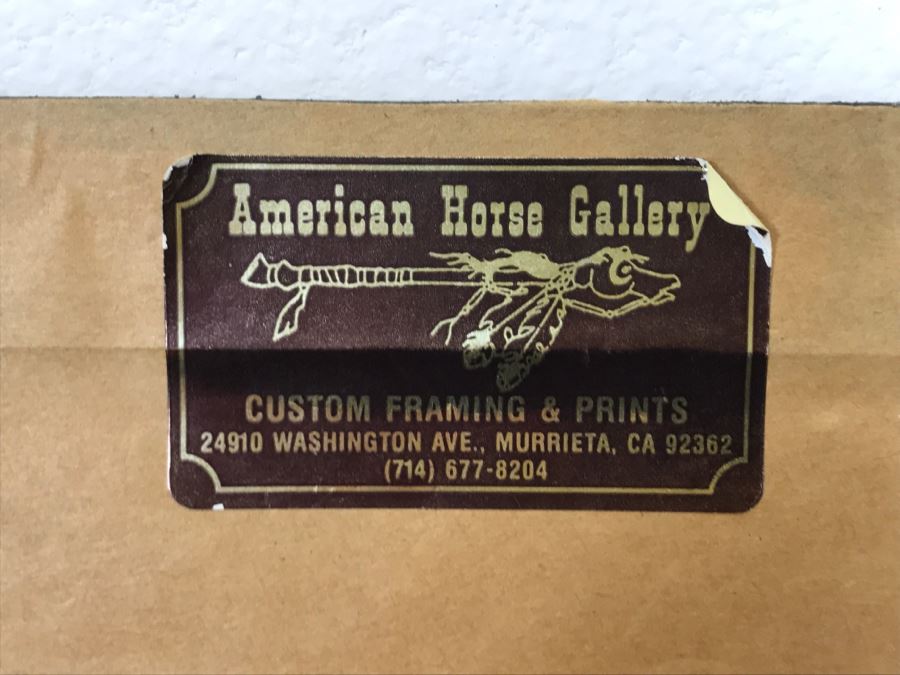 American Horse Gallery
CUSTOM FRAMING & PRINTS
24910 WASHINGTON AVE., MURRIETA, CA 92362
(714) 677-8204